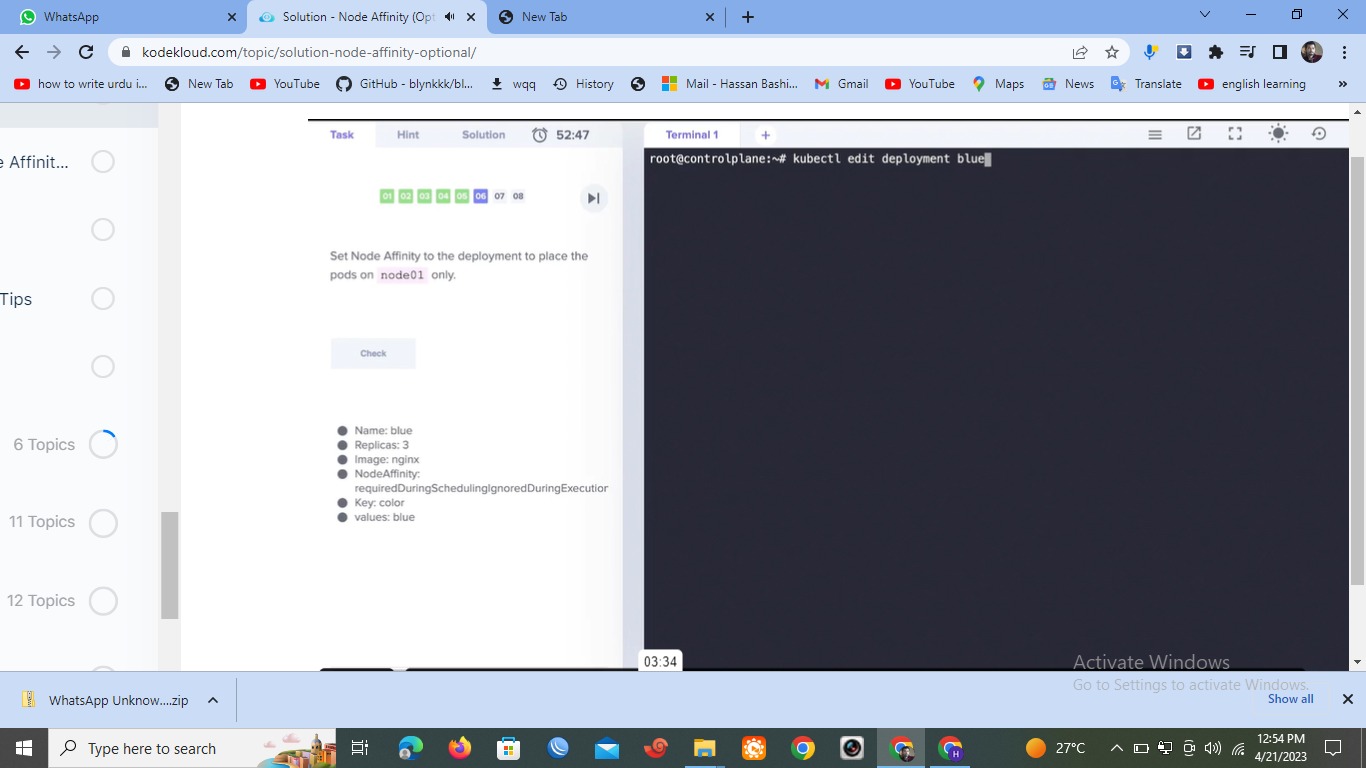 WhatsApp
Solution - Node Affinity (Opt
New Tab
kodekloud.com/topic/solution-node-affinity-optional/
how to write urdu i...
New Tab
YouTube
GitHub - blynkkk/bl...
wqq
History
Mail - Hassan Bashi...
Gmail
YouTube
Maps
News
Translate
english learning
»
e Affinit...
Tips
6 Topics
11 Topics
12 Topics
Task
Hint
Solution
52:47
01 02 03 04 05 06 07 08
Set Node Affinity to the deployment to place the
pods on node01 only.
Check
Name: blue
Replicas: 3
Image: nginx
NodeAffinity:
requiredDuringSchedulingIgnoredDuringExecution
Key: color
values: blue
Terminal 1
+
root@controlplane:~# kubectl edit deployment blue
03:34
Activate Windows
Go to Settings to activate Windows.
WhatsApp Unknow....zip
Show all
Type here to search
27°C
12:54 PM
4/21/2023